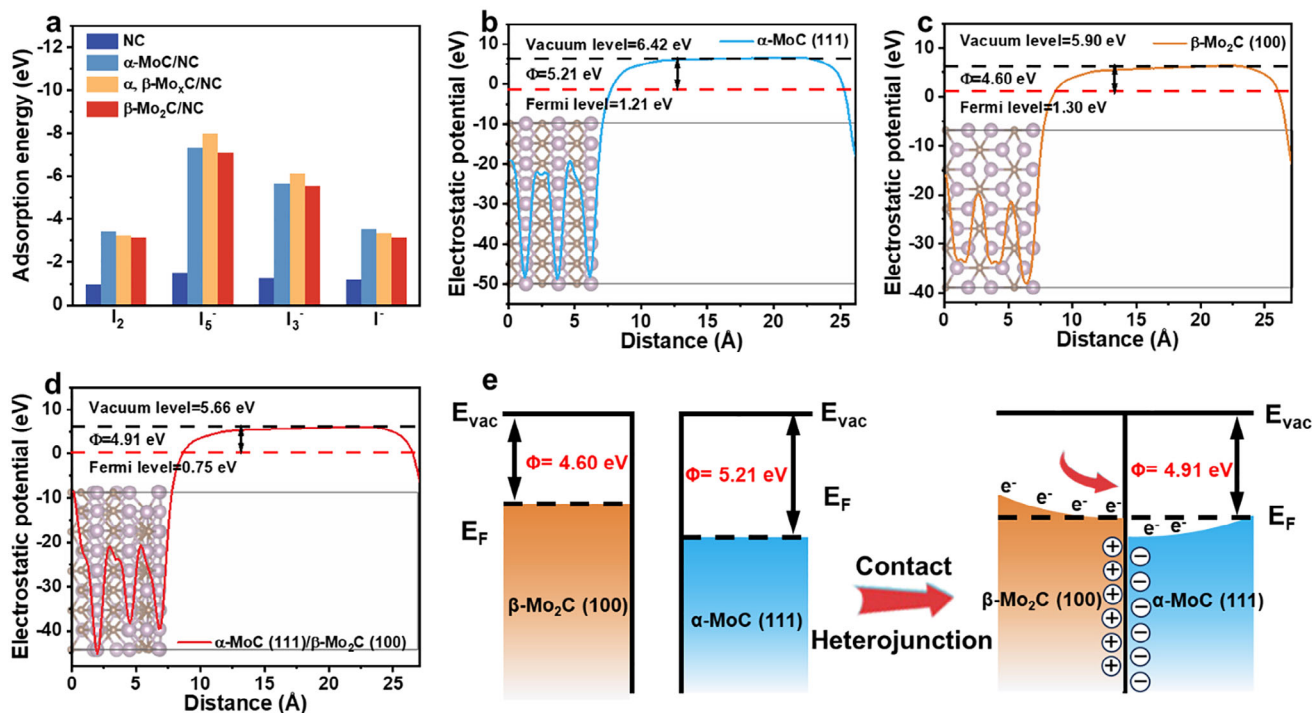 a
Adsorption energy (eV)
-12
-10
-8
-6
-4
-2
0
NC
α-MoC/NC
α, β-MoₓC/NC
β-Mo₂C/NC
I₂
I₅⁻
I₃⁻
I⁻
b
Electrostatic potential (eV)
10
0
-10
-20
-30
-40
-50
Vacuum level=6.42 eV
α-MoC (111)
Φ=5.21 eV
Fermi level=1.21 eV
0 5 10 15 20 25
Distance (Å)
c
Electrostatic potential (eV)
10
0
-10
-20
-30
-40
Vacuum level=5.90 eV
β-Mo₂C (100)
Φ=4.60 eV
Fermi level=1.30 eV
0 5 10 15 20 25
Distance (Å)
d
Electrostatic potential (eV)
10
0
-10
-20
-30
-40
Vacuum level=5.66 eV
Φ=4.91 eV
Fermi level=0.75 eV
α-MoC (111)/β-Mo₂C (100)
0 5 10 15 20 25
Distance (Å)
e
Evac
Φ= 4.60 eV
EF
β-Mo₂C (100)
Evac
Φ= 5.21 eV
EF
α-MoC (111)
Contact
Heterojunction
Evac
Φ= 4.91 eV
e⁻ e⁻ e⁻ e⁻
e⁻ e⁻
EF
β-Mo₂C (100)
+ + + + + +
− − − − − −
α-MoC (111)